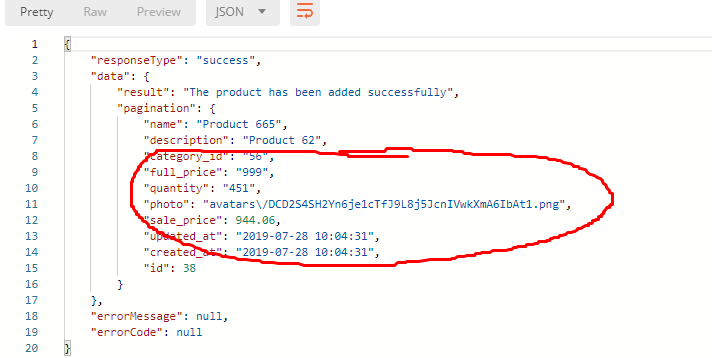 Pretty Raw Preview JSON
1 {
2 "responseType": "success",
3 "data": {
4 "result": "The product has been added successfully",
5 "pagination": {
6 "name": "Product 665",
7 "description": "Product 62",
8 "category_id": "56",
9 "full_price": "999",
10 "quantity": "451",
11 "photo": "avatars\/DCD2S4SH2Yn6je1cTfJ9L8j5JcnIVwkXmA6IbAt1.png",
12 "sale_price": 944.06,
13 "updated_at": "2019-07-28 10:04:31",
14 "created_at": "2019-07-28 10:04:31",
15 "id": 38
16 }
17 },
18 "errorMessage": null,
19 "errorCode": null
20 }